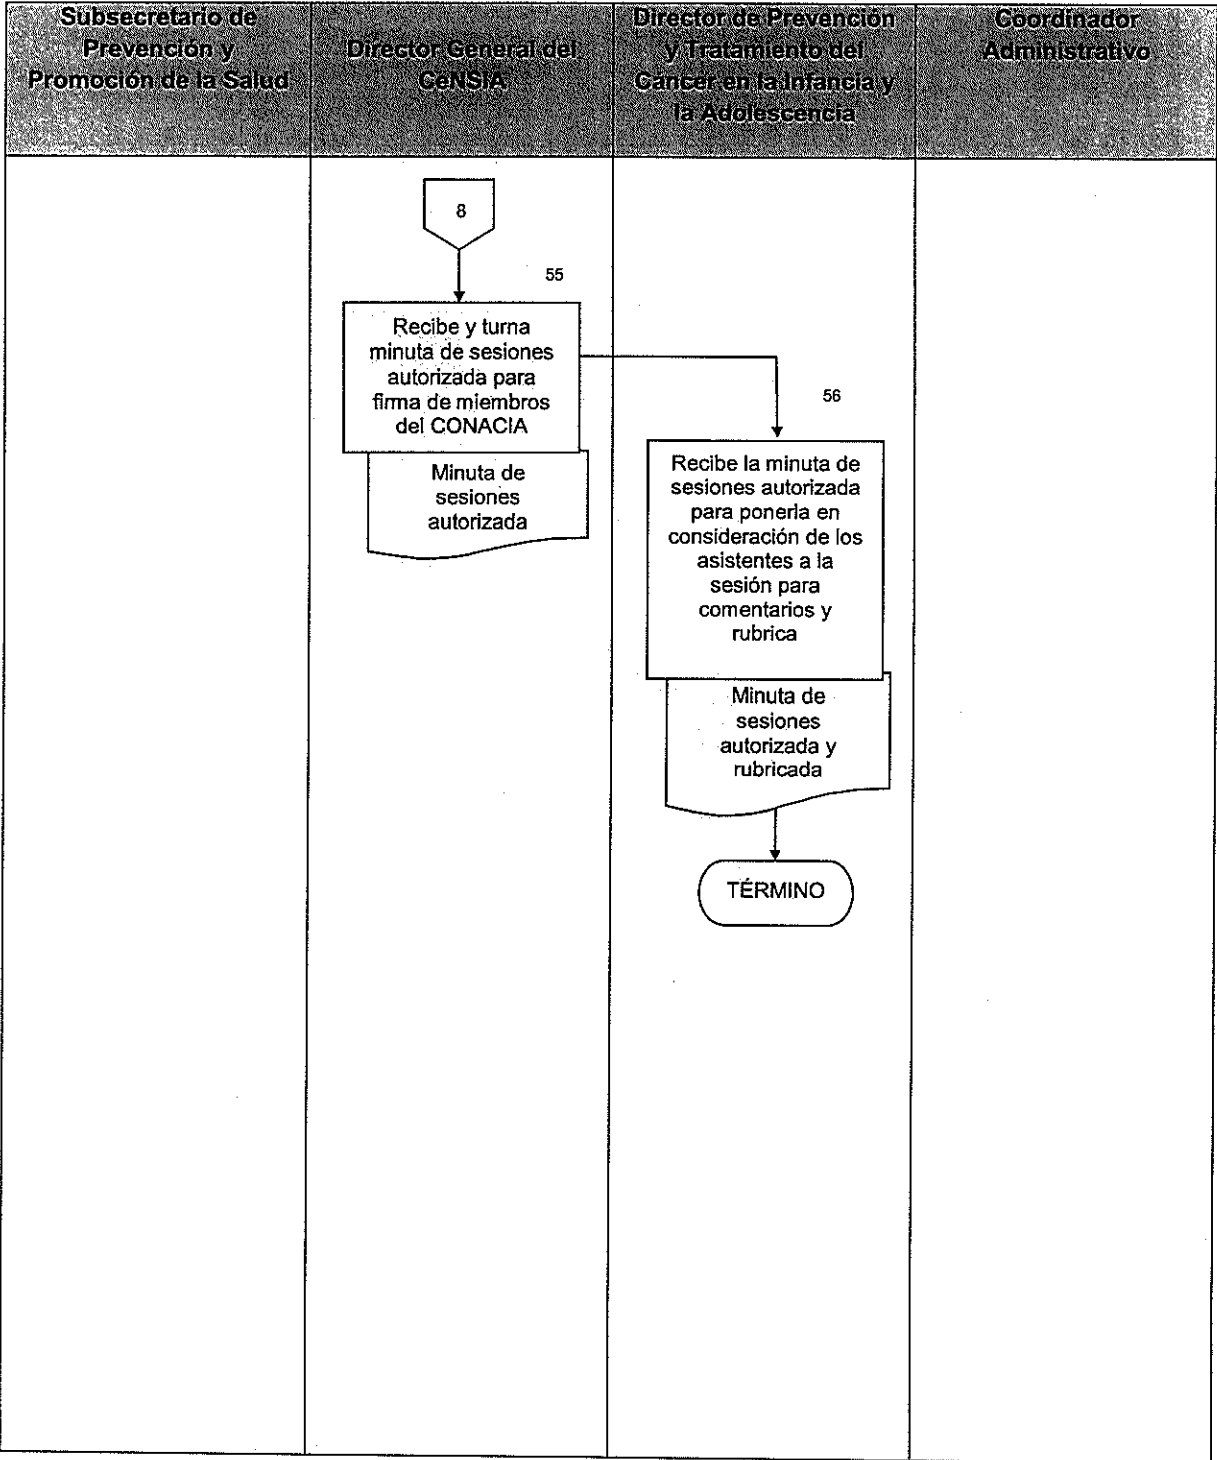 Subsecretario de
Prevención y
Promoción de la Salud
Director General del
CeNSIA
Director de Prevención
y Tratamiento del
Cáncer en la Infancia y
la Adolescencia
Coordinador
Administrativo
8
55
Recibe y turna
minuta de sesiones
autorizada para
firma de miembros
del CONACIA
Minuta de
sesiones
autorizada
56
Recibe la minuta de
sesiones autorizada
para ponerla en
consideración de los
asistentes a la
sesión para
comentarios y
rubrica
Minuta de
sesiones
autorizada y
rubricada
TÉRMINO